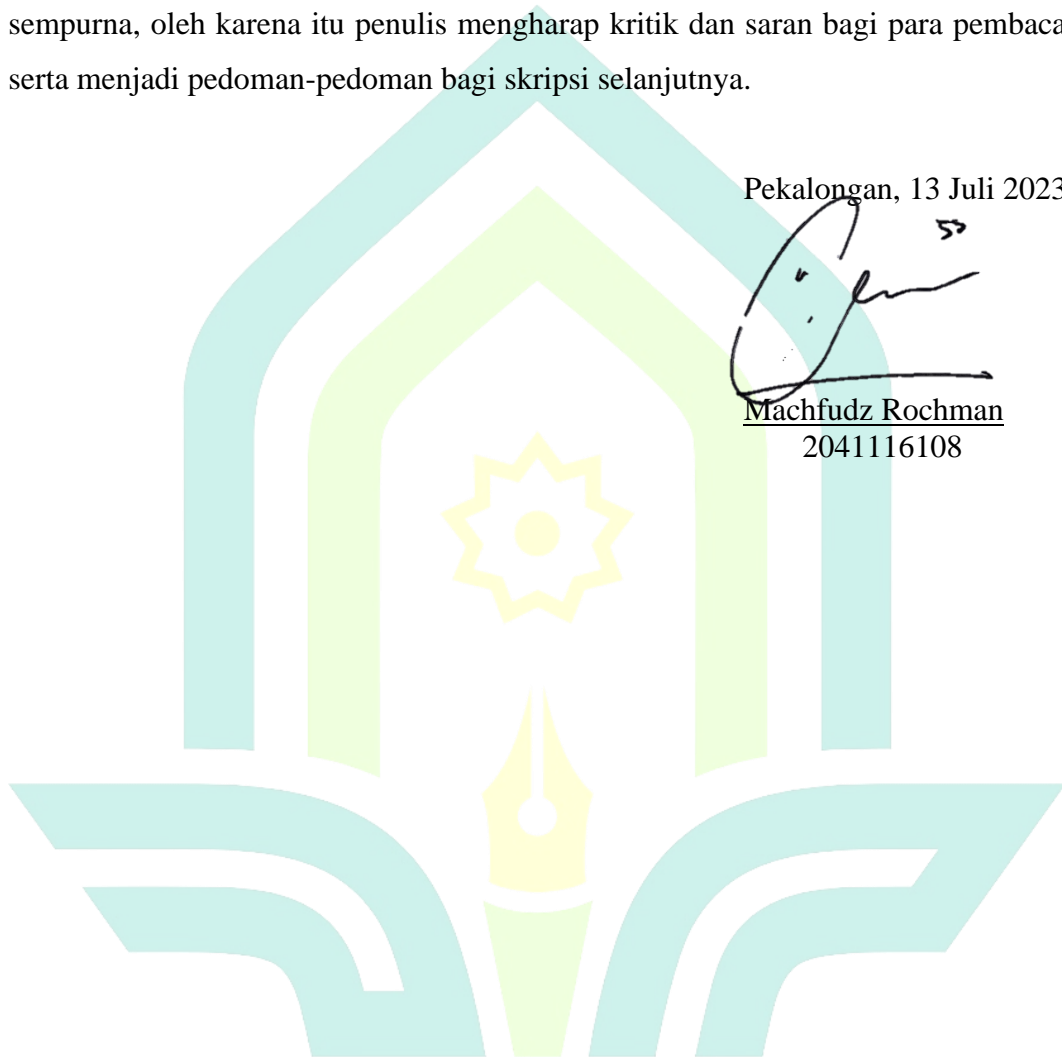 sempurna, oleh karena itu penulis mengharap kritik dan saran bagi para pembaca
serta menjadi pedoman-pedoman bagi skripsi selanjutnya.
Pekalongan, 13 Juli 2023
Machfudz Rochman
2041116108